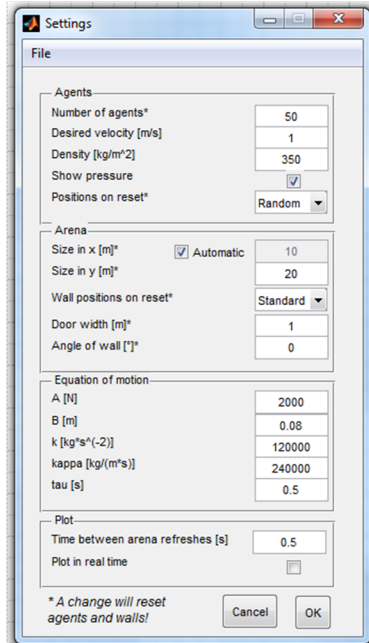 Settings
File
Agents
Number of agents* 50
Desired velocity [m/s] 1
Density [kg/m^2] 350
Show pressure
Positions on reset* Random
Arena
Size in x [m]* Automatic 10
Size in y [m]* 20
Wall positions on reset* Standard
Door width [m]* 1
Angle of wall [°]* 0
Equation of motion
A [N] 2000
B [m] 0.08
k [kg*s^(-2)] 120000
kappa [kg/(m*s)] 240000
tau [s] 0.5
Plot
Time between arena refreshes [s] 0.5
Plot in real time
* A change will reset
agents and walls!
Cancel OK